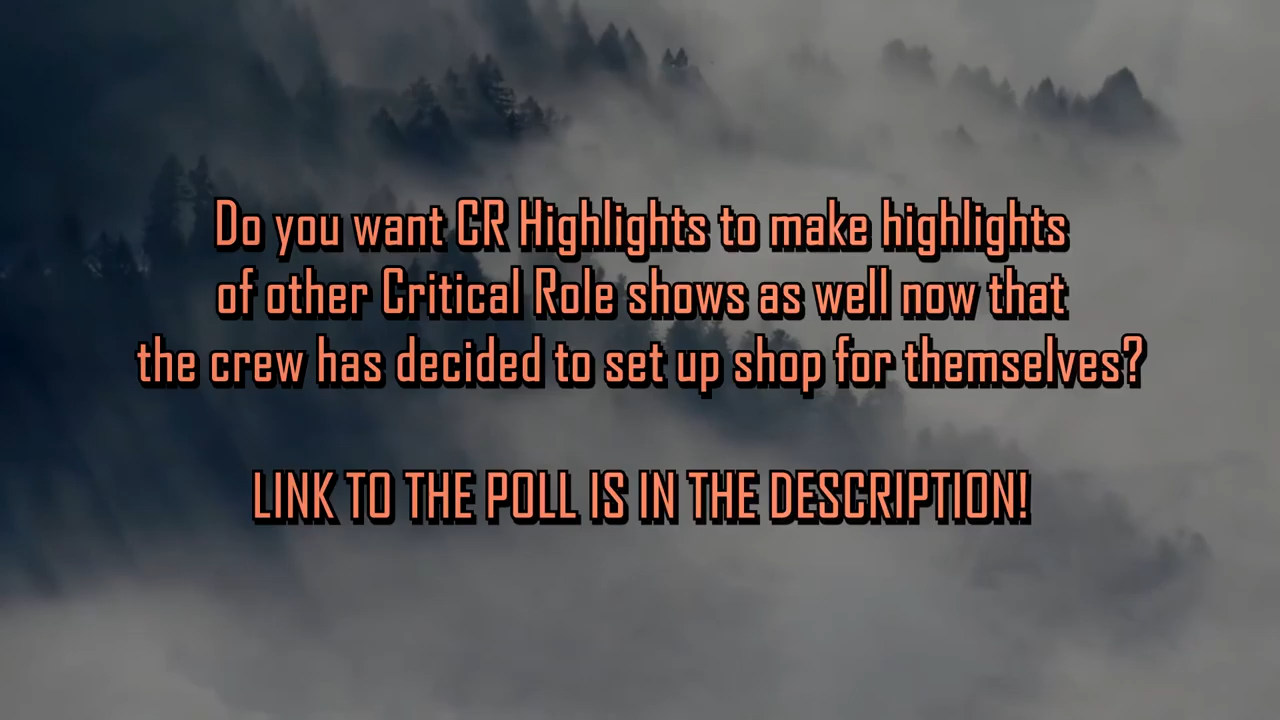 Do you want CR Highlights to make highlights
of other Critical Role shows as well now that
the crew has decided to set up shop for themselves?
LINK TO THE POLL IS IN THE DESCRIPTION!